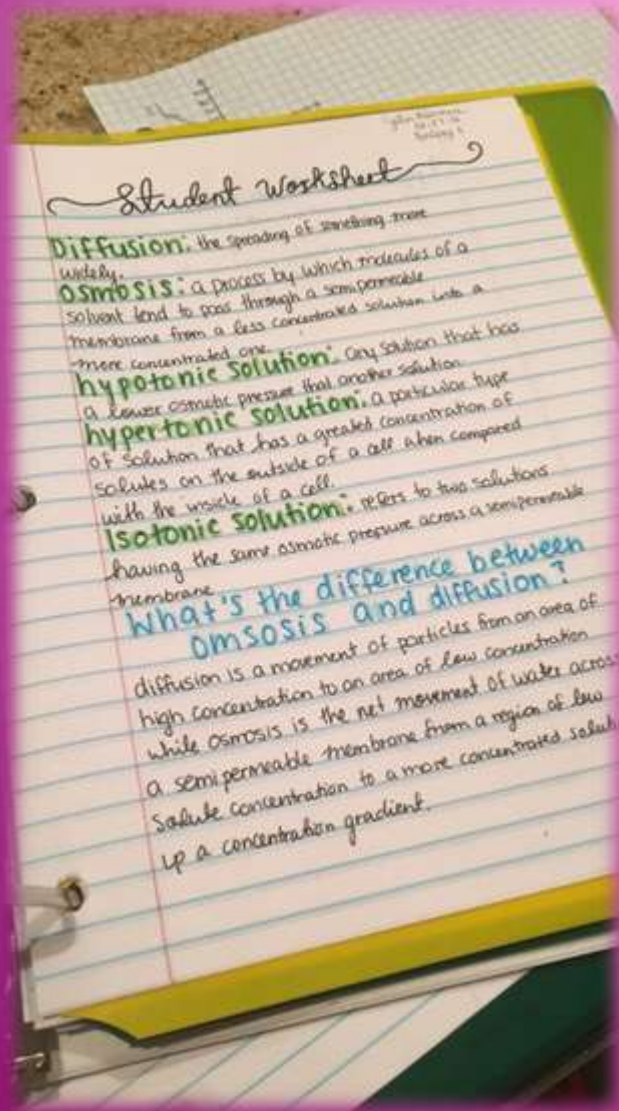 Student Worksheet
Diffusion: the spreading of something more
widely.
osmosis: a process by which molecules of a
solvent tend to pass through a semipermeable
membrane from a less concentrated solution into a
more concentrated one.
hypotonic solution: any solution that has
a lower osmotic pressure that another solution
hypertonic solution: a particular type
of solution that has a greated concentration of
solutes on the outside of a cell when compared
with the inside of a cell.
Isotonic solution: refers to two solutions
having the same osmotic pressure across a semipermeable
membrane
What's the difference between
omsosis and diffusion?
diffusion is a movement of particles from an area of
high concentration to an area of low concentration
while osmosis is the net movement of water across
a semipermeable membrane from a region of low
solute concentration to a more concentrated
up a concentration gradient.